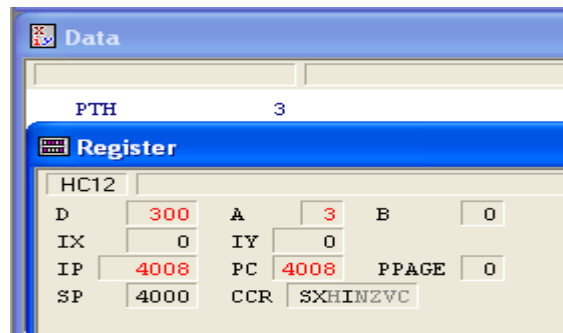 Data
PTH 3
Register
HC12
D 300 A 3 B 0
IX 0 IY 0
IP 4008 PC 4008 PPAGE 0
SP 4000 CCR SXHINZVC